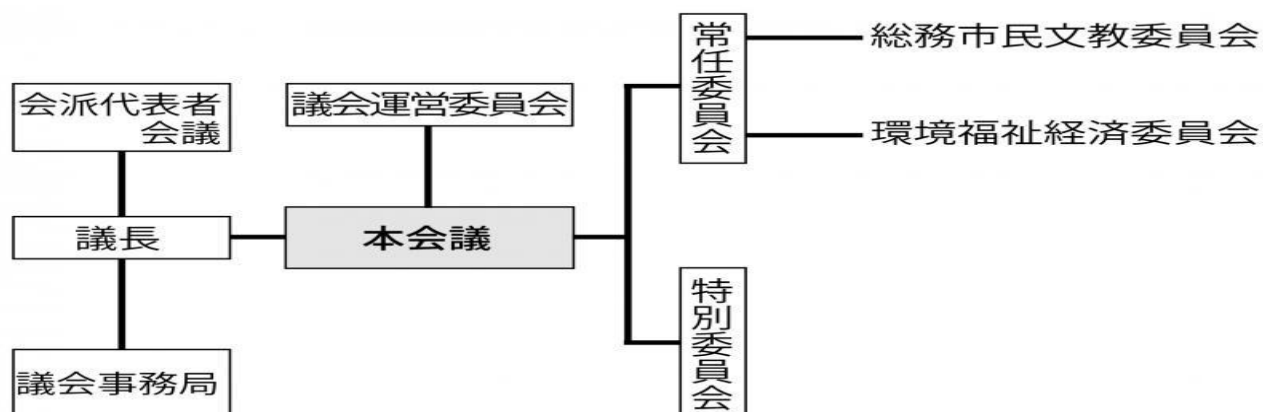 会派代表者
会議
議長
議会事務局
議会運営委員会
本会議
常任委員会
総務市民文教委員会
環境福祉経済委員会
特別委員会